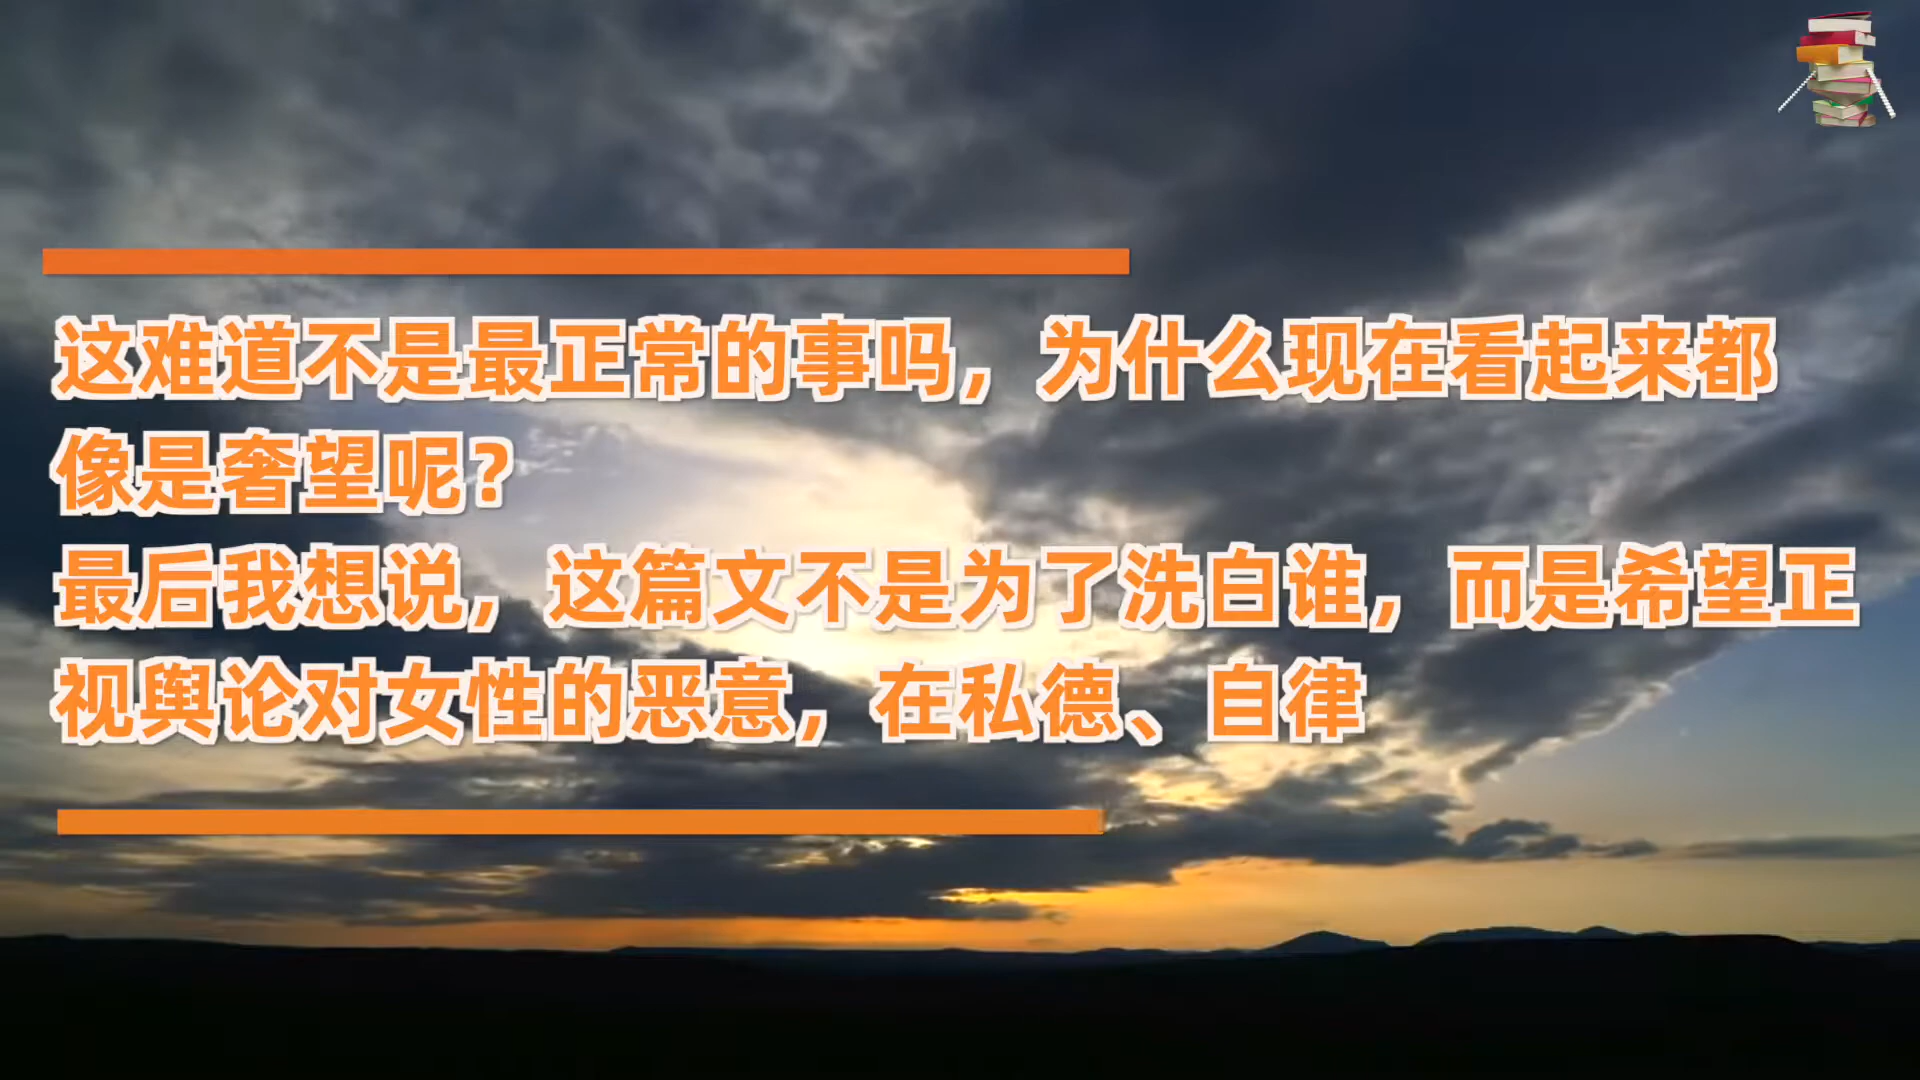 这难道不是最正常的事吗，为什么现在看起来都
像是奢望呢？
最后我想说，这篇文不是为了洗白谁，而是希望正
视舆论对女性的恶意，在私德、自律